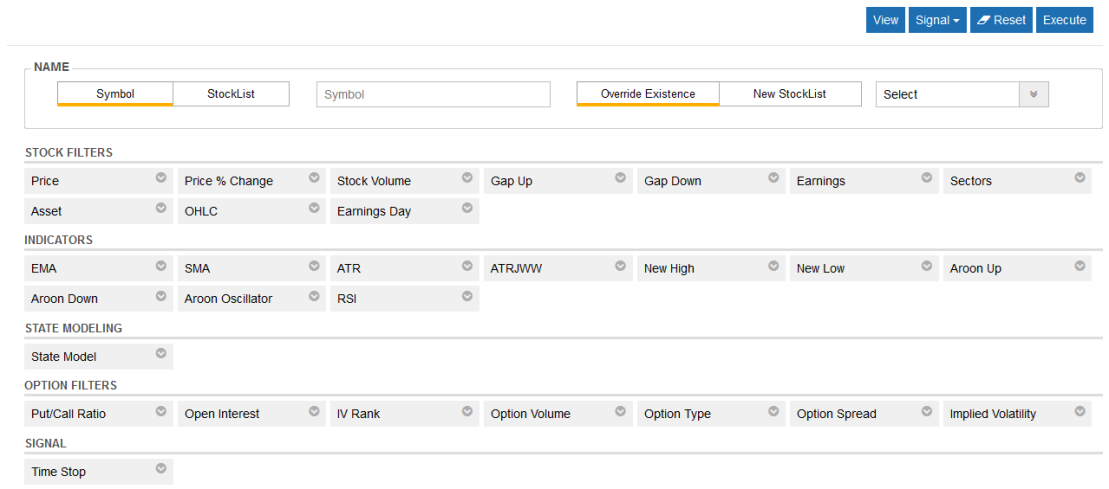 View Signal Reset Execute
NAME
Symbol StockList Symbol Override Existence New StockList Select
STOCK FILTERS
Price Price % Change Stock Volume Gap Up Gap Down Earnings Sectors
Asset OHLC Earnings Day
INDICATORS
EMA SMA ATR ATRJWW New High New Low Aroon Up
Aroon Down Aroon Oscillator RSI
STATE MODELING
State Model
OPTION FILTERS
Put/Call Ratio Open Interest IV Rank Option Volume Option Type Option Spread Implied Volatility
SIGNAL
Time Stop